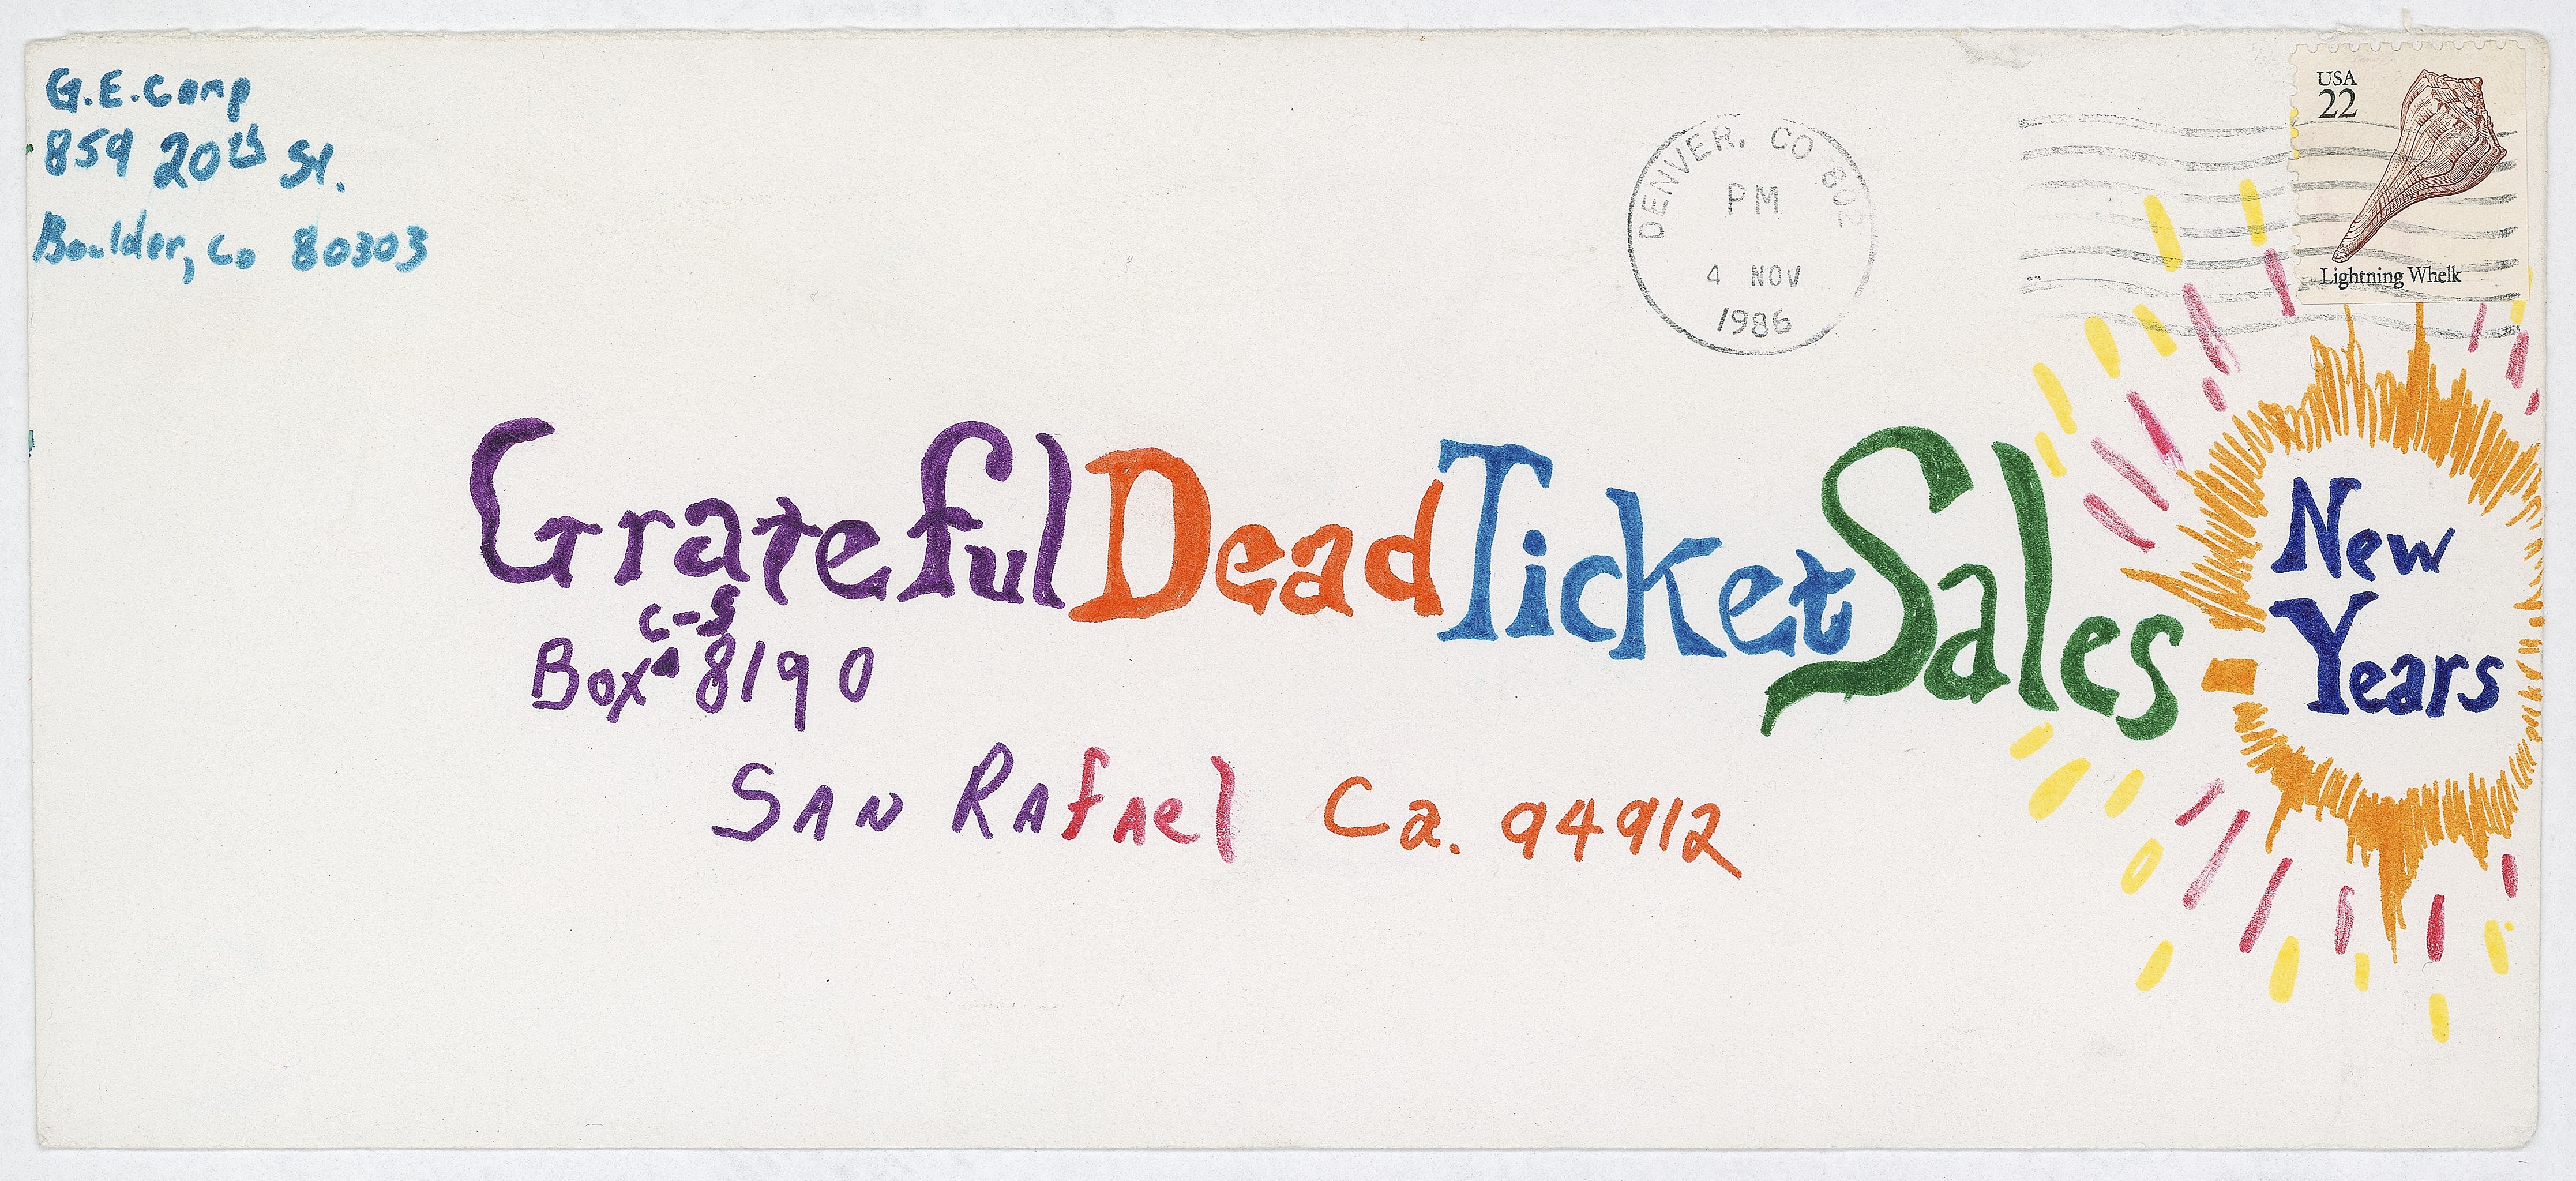 G.E.Camp
859 20th St.
Boulder, Co 80303
DENVER, CO 802
PM
4 NOV
1986
USA
22
Lightning Whelk
Grateful Dead Ticket Sales
New
Years
C-S
Box 8190
SAN RAfAel Ca. 94912